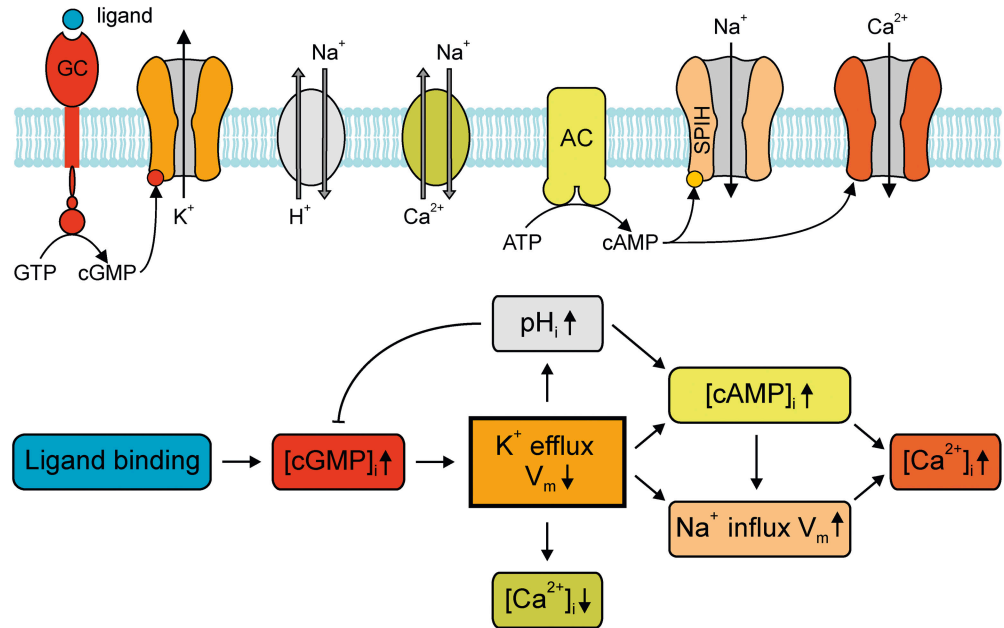 ligand
GC
Na⁺
Na⁺
Na⁺
Ca²⁺
AC
SPIH
K⁺
H⁺
Ca²⁺
ATP
cAMP
GTP
cGMP
pHᵢ ↑
[cAMP]ᵢ ↑
Ligand binding
[cGMP]ᵢ ↑
K⁺ efflux
Vₘ ↓
[Ca²⁺]ᵢ ↑
Na⁺ influx Vₘ ↑
[Ca²⁺]ᵢ ↓